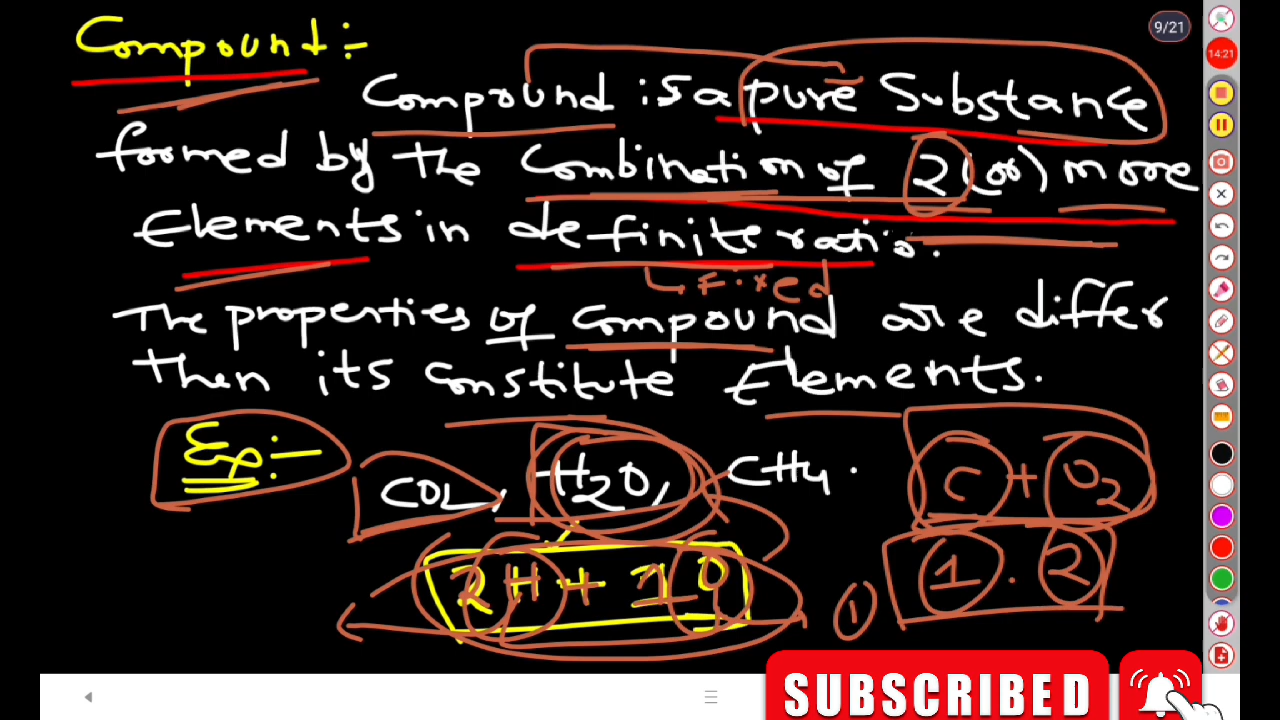 9/21
14:21
Compound :-
Compound is a pure Substance
formed by the Combination of 2 (or) more
Elements in definite ratio.
↳ Fixed
The properties of compound are differ
then its constitute Elements.
Ex:- CO2, H2O, CH4. C + O2
2H + 1O ① 1 . 2
SUBSCRIBED